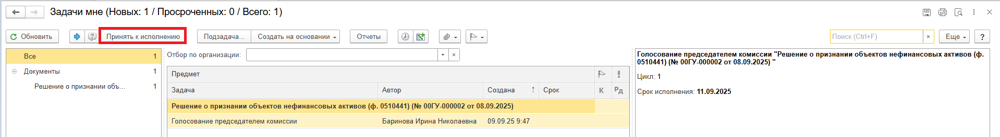 Задачи мне (Новых: 1 / Просроченных: 0 / Всего: 1)
Обновить
Принять к исполнению
Подзадача...
Создать на основании
Отчеты
Поиск (Ctrl+F)
×
Еще
?
Все 1
Документы 1
Решение о признании объ... 1
Отбор по организации:
×
Предмет
Задача Автор Создана ↑ Срок К Рд
Решение о признании объектов нефинансовых активов (ф. 0510441) (№ 00ГУ-000002 от 08.09.2025)
Голосование председателем комиссии Баринова Ирина Николаевна 09.09.25 9:47
Голосование председателем комиссии "Решение о признании объектов нефинансовых активов (ф.
0510441) (№ 00ГУ-000002 от 08.09.2025) "
Цикл: 1
Срок исполнения: 11.09.2025